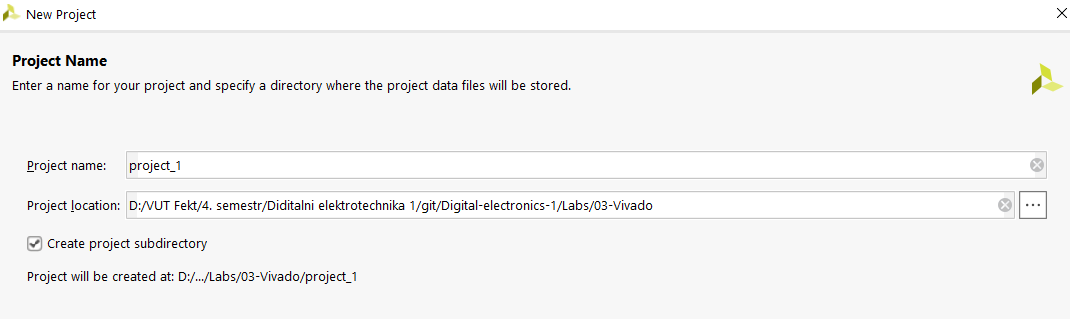 New Project
Project Name
Enter a name for your project and specify a directory where the project data files will be stored.
Project name: project_1
Project location: D:/VUT Fekt/4. semestr/Diditalni elektrotechnika 1/git/Digital-electronics-1/Labs/03-Vivado
Create project subdirectory
Project will be created at: D:/.../Labs/03-Vivado/project_1